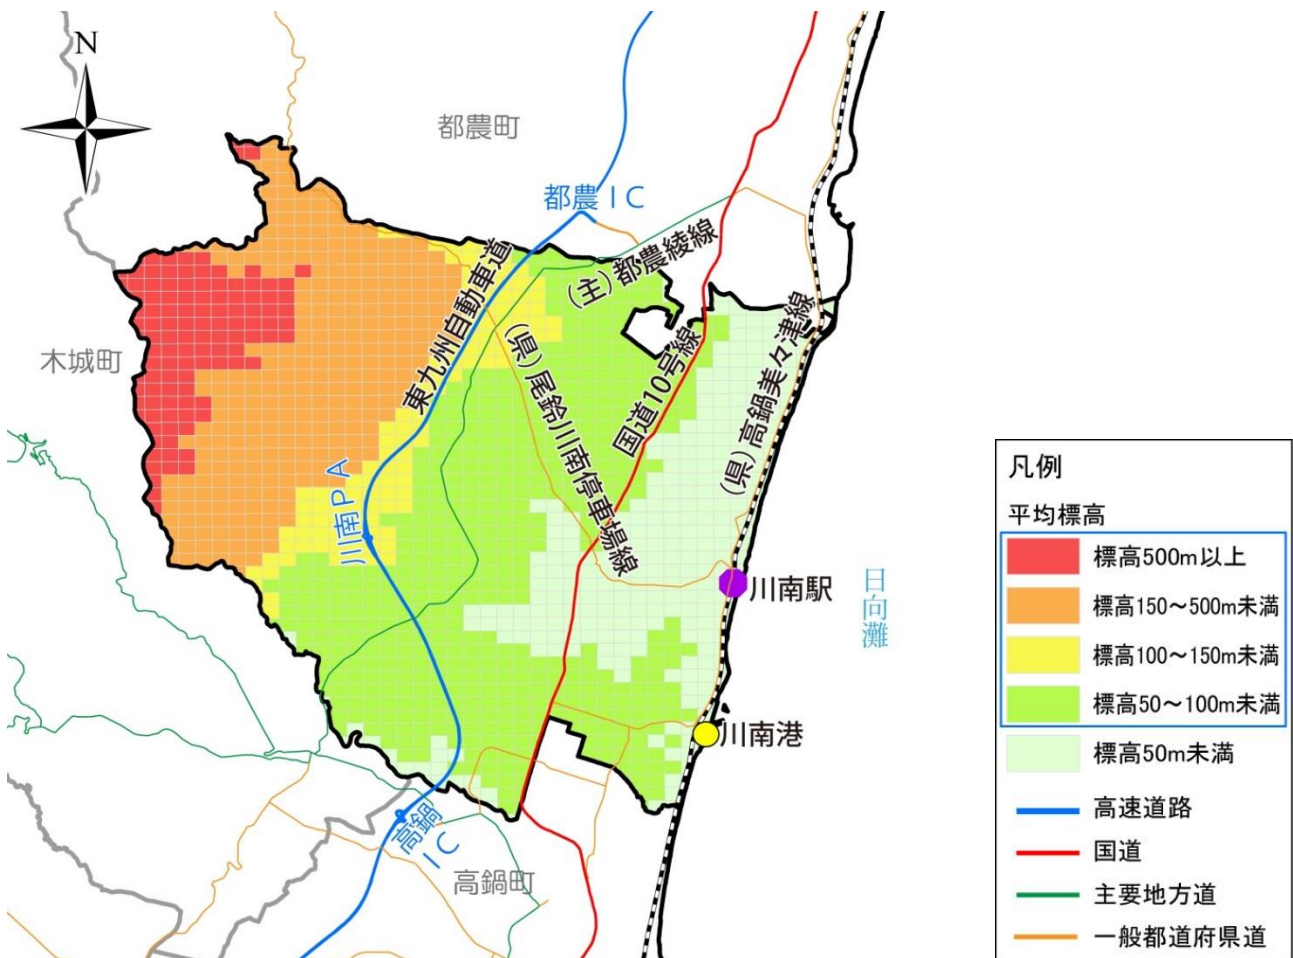 N
都農町
都農IC
(主)都農綾線
東九州自動車道
木城町
(県)尾鈴川南停車場線
国道10号線
(県)高鍋美々津線
川南PA
川南駅
日向灘
川南港
高鍋
IC
高鍋町
凡例
平均標高
標高500m以上
標高150～500m未満
標高100～150m未満
標高50～100m未満
標高50m未満
高速道路
国道
主要地方道
一般都道府県道